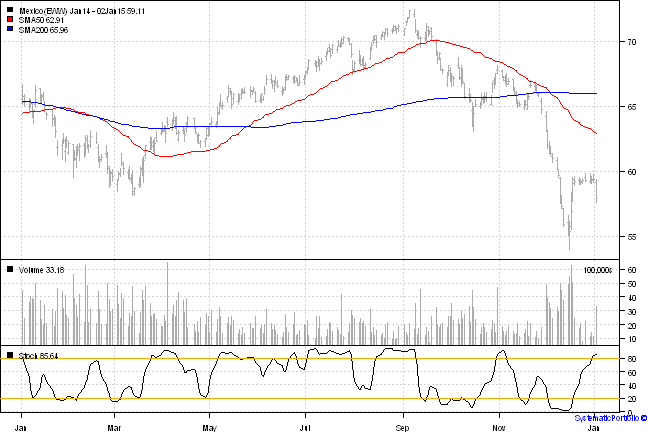 Mexico(EWW) Jan14 - 02Jan15 59.11
SMA50 62.91
SMA200 65.96
70
65
60
55
Volume 33.18
100,000s
60
50
40
30
20
10
Stoch 85.64
80
60
40
20
0
Jan Mar May Jul Sep Nov Jan
SystematicPortfolio ©